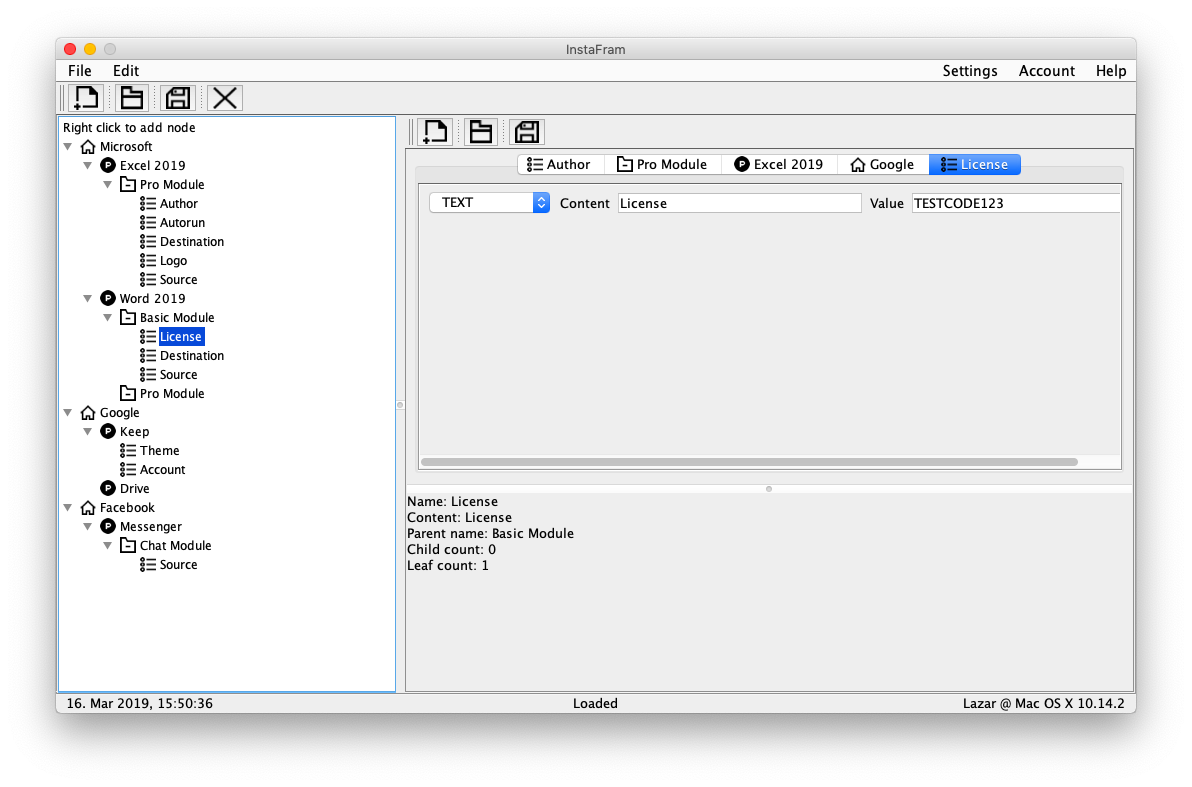 InstaFram
File Edit Settings Account Help
Right click to add node
Microsoft
P Excel 2019
Pro Module
Author
Autorun
Destination
Logo
Source
P Word 2019
Basic Module
License
Destination
Source
Pro Module
Google
P Keep
Theme
Account
P Drive
Facebook
P Messenger
Chat Module
Source
Author Pro Module P Excel 2019 Google License
TEXT Content License Value TESTCODE123
Name: License
Content: License
Parent name: Basic Module
Child count: 0
Leaf count: 1
16. Mar 2019, 15:50:36 Loaded Lazar @ Mac OS X 10.14.2